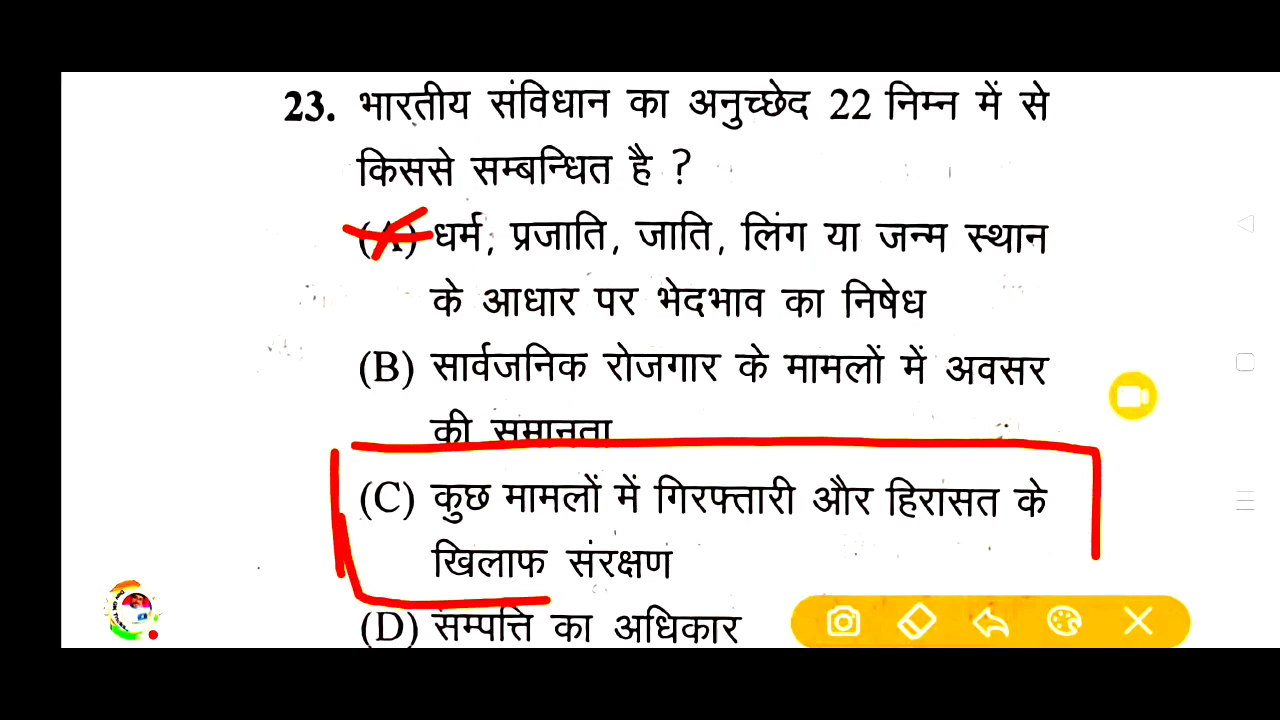 23. भारतीय संविधान का अनुच्छेद 22 निम्न में से
किससे सम्बन्धित है ?
(A) धर्म, प्रजाति, जाति, लिंग या जन्म स्थान
के आधार पर भेदभाव का निषेध
(B) सार्वजनिक रोजगार के मामलों में अवसर
की समानता
(C) कुछ मामलों में गिरफ्तारी और हिरासत के
खिलाफ संरक्षण
(D) सम्पत्ति का अधिकार